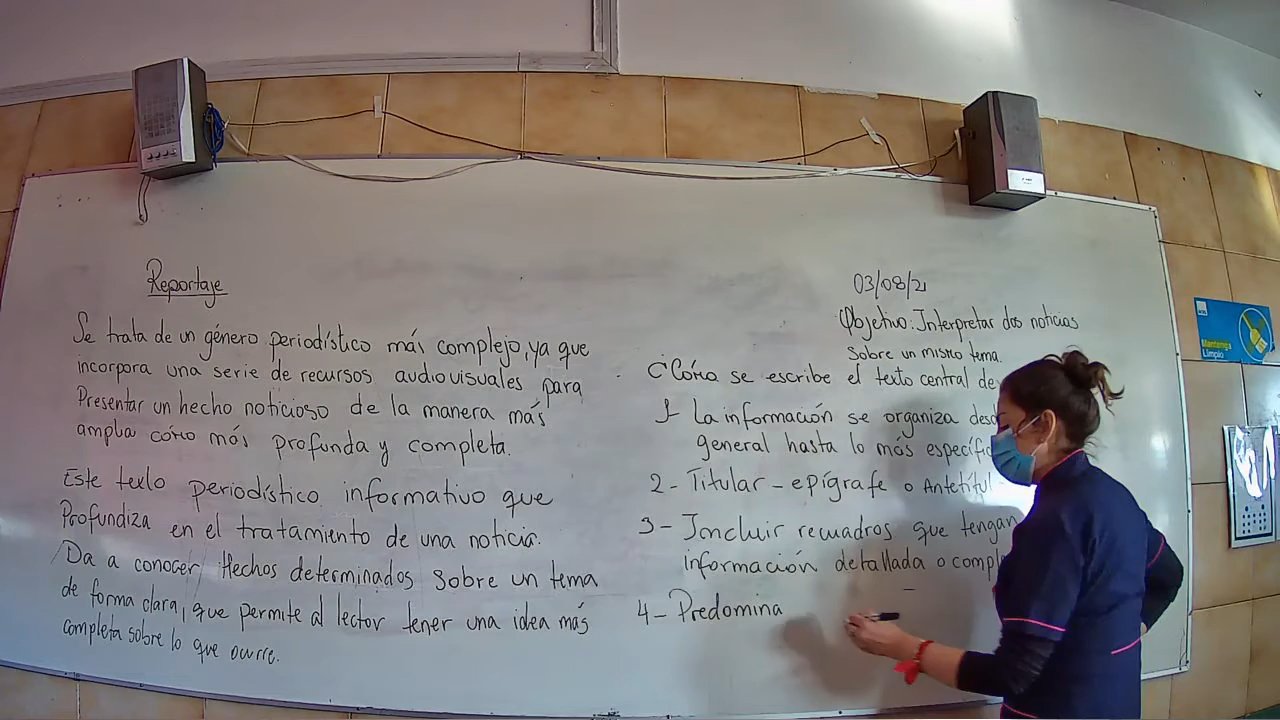 Reportaje
Se trata de un género periodístico más complejo, ya que
incorpora una serie de recursos audiovisuales para
Presentar un hecho noticioso de la manera más
amplia cómo más profunda y completa.
Este texto periodístico informativo que
Profundiza en el tratamiento de una noticia.
Da a conocer Hechos determinados sobre un tema
de forma clara, que permite al lector tener una idea más
completa sobre lo que ocurre.
03/08/21
Objetivo: Interpretar dos noticias
Sobre un mismo tema.
¿Cómo se escribe el texto central de
1- La información se organiza
general hasta lo más
2- Titular - epígrafe o
3- Incluir recuadros que tengan
información detallada o
4- Predomina
Mantenga
Limpio